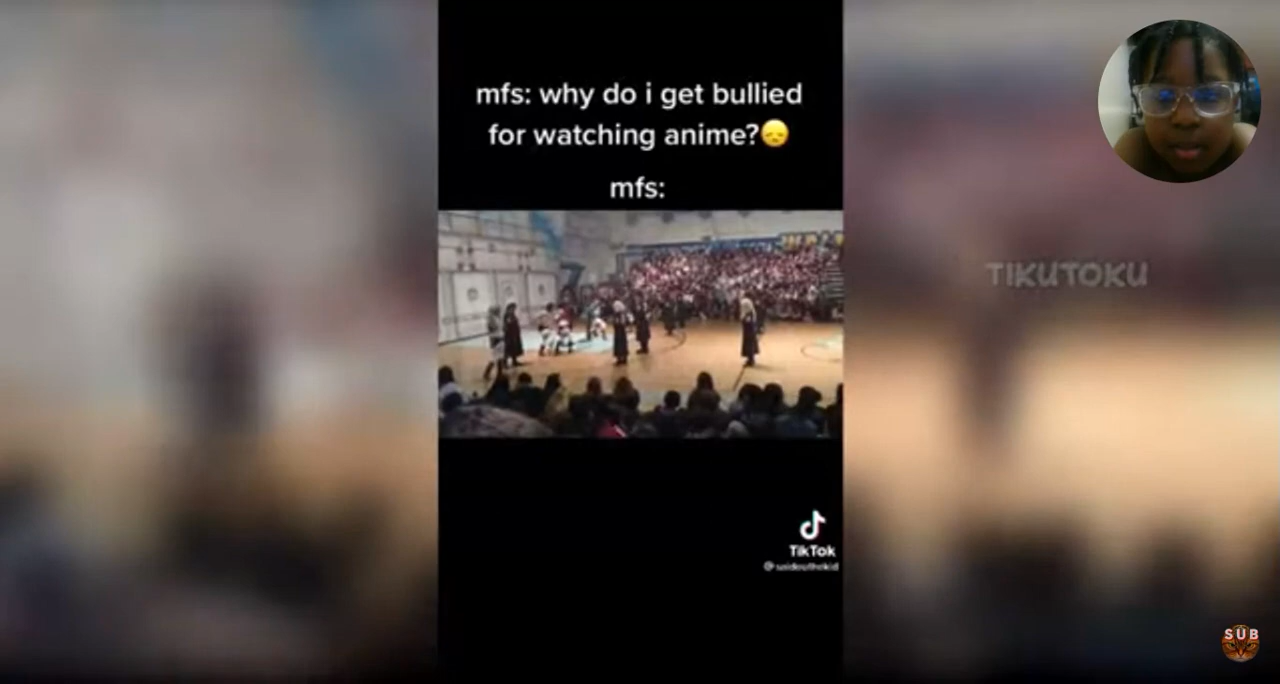 mfs: why do i get bullied
for watching anime?😞
mfs:
TIKUTOKU
TikTok
SUB